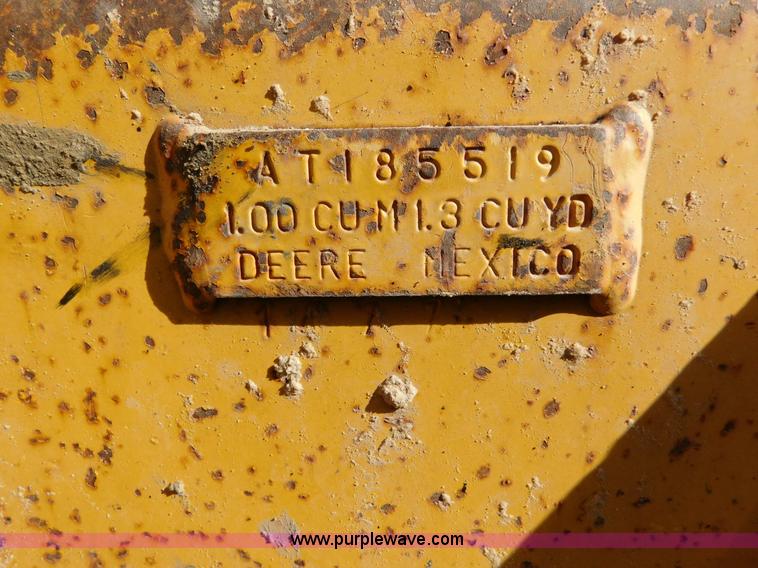 AT185519
1.00 CU-M 1.3 CU YD
DEERE MEXICO
www.purplewave.com